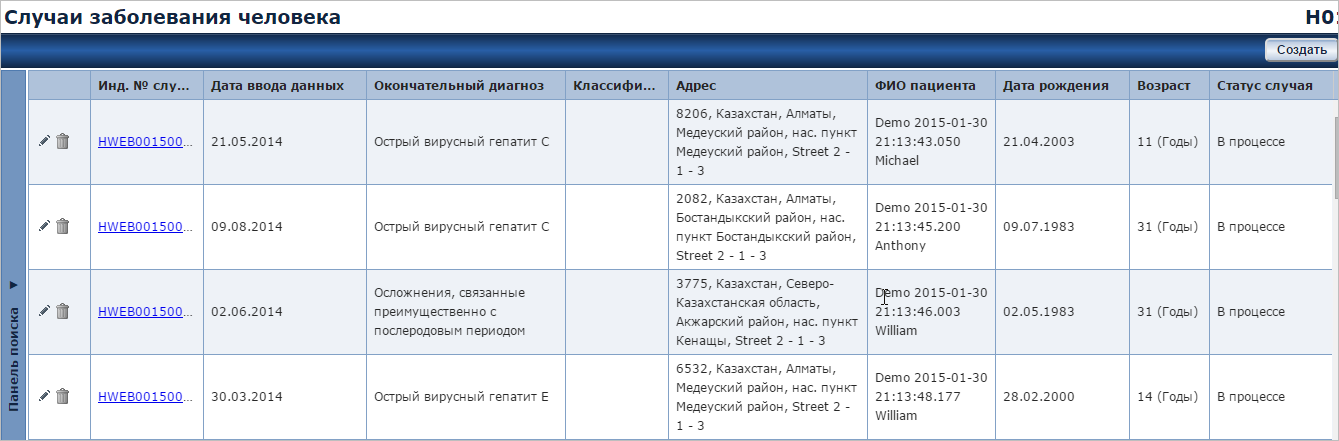 Случаи заболевания человека
H01
Создать
Инд. № слу...
Дата ввода данных
Окончательный диагноз
Классифи...
Адрес
ФИО пациента
Дата рождения
Возраст
Статус случая
HWEB001500...
21.05.2014
Острый вирусный гепатит C
8206, Казахстан, Алматы,
Медеуский район, нас. пункт
Медеуский район, Street 2 -
1 - 3
Demo 2015-01-30
21:13:43.050
Michael
21.04.2003
11 (Годы)
В процессе
HWEB001500...
09.08.2014
Острый вирусный гепатит C
2082, Казахстан, Алматы,
Бостандыкский район, нас.
пункт Бостандыкский район,
Street 2 - 1 - 3
Demo 2015-01-30
21:13:45.200
Anthony
09.07.1983
31 (Годы)
В процессе
HWEB001500...
02.06.2014
Осложнения, связанные
преимущественно с
послеродовым периодом
3775, Казахстан, Северо-
Казахстанская область,
Акжарский район, нас. пункт
Кенащы, Street 2 - 1 - 3
Demo 2015-01-30
21:13:46.003
William
02.05.1983
31 (Годы)
В процессе
HWEB001500...
30.03.2014
Острый вирусный гепатит E
6532, Казахстан, Алматы,
Медеуский район, нас. пункт
Медеуский район, Street 2 -
1 - 3
Demo 2015-01-30
21:13:48.177
William
28.02.2000
14 (Годы)
В процессе
Панель поиска